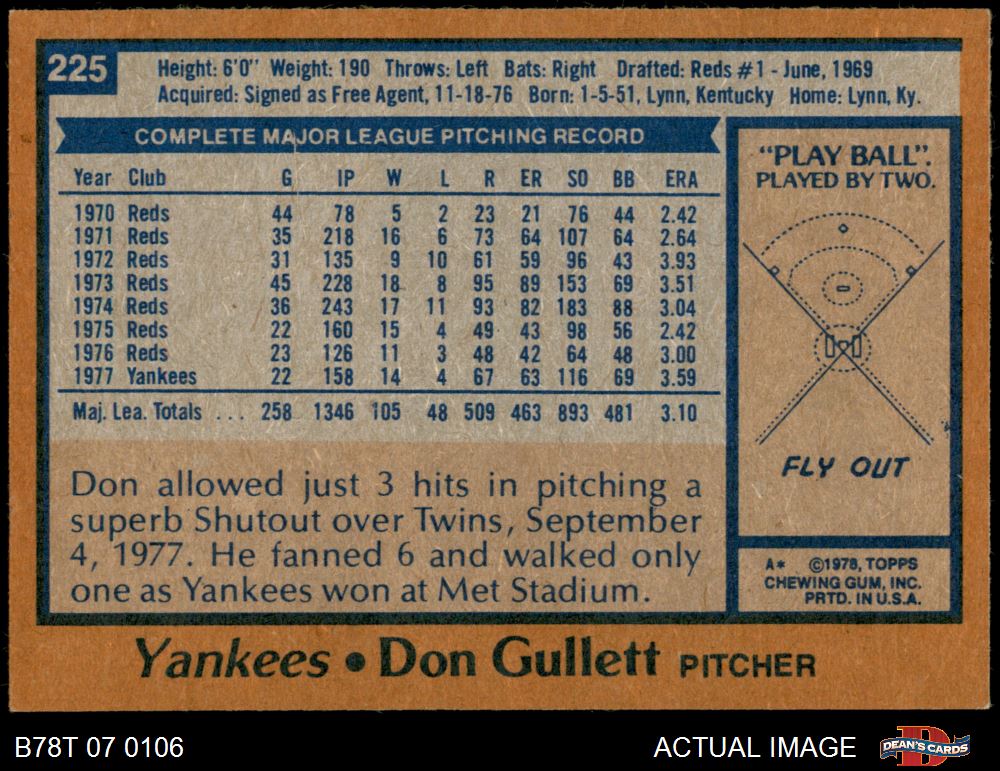 225
Height: 6'0" Weight: 190 Throws: Left Bats: Right Drafted: Reds #1 - June, 1969
Acquired: Signed as Free Agent, 11-18-76 Born: 1-5-51, Lynn, Kentucky Home: Lynn, Ky.
COMPLETE MAJOR LEAGUE PITCHING RECORD
Year Club G IP W L R ER SO BB ERA
1970 Reds 44 78 5 2 23 21 76 44 2.42
1971 Reds 35 218 16 6 73 64 107 64 2.64
1972 Reds 31 135 9 10 61 59 96 43 3.93
1973 Reds 45 228 18 8 95 89 153 69 3.51
1974 Reds 36 243 17 11 93 82 183 88 3.04
1975 Reds 22 160 15 4 49 43 98 56 2.42
1976 Reds 23 126 11 3 48 42 64 48 3.00
1977 Yankees 22 158 14 4 67 63 116 69 3.59
Maj. Lea. Totals ... 258 1346 105 48 509 463 893 481 3.10
Don allowed just 3 hits in pitching a
superb Shutout over Twins, September
4, 1977. He fanned 6 and walked only
one as Yankees won at Met Stadium.
"PLAY BALL".
PLAYED BY TWO.
FLY OUT
A* ©1978, TOPPS
CHEWING GUM, INC.
PRTD. IN U.S.A.
Yankees • Don Gullett PITCHER
B78T 07 0106
ACTUAL IMAGE
D
DEAN'S CARDS